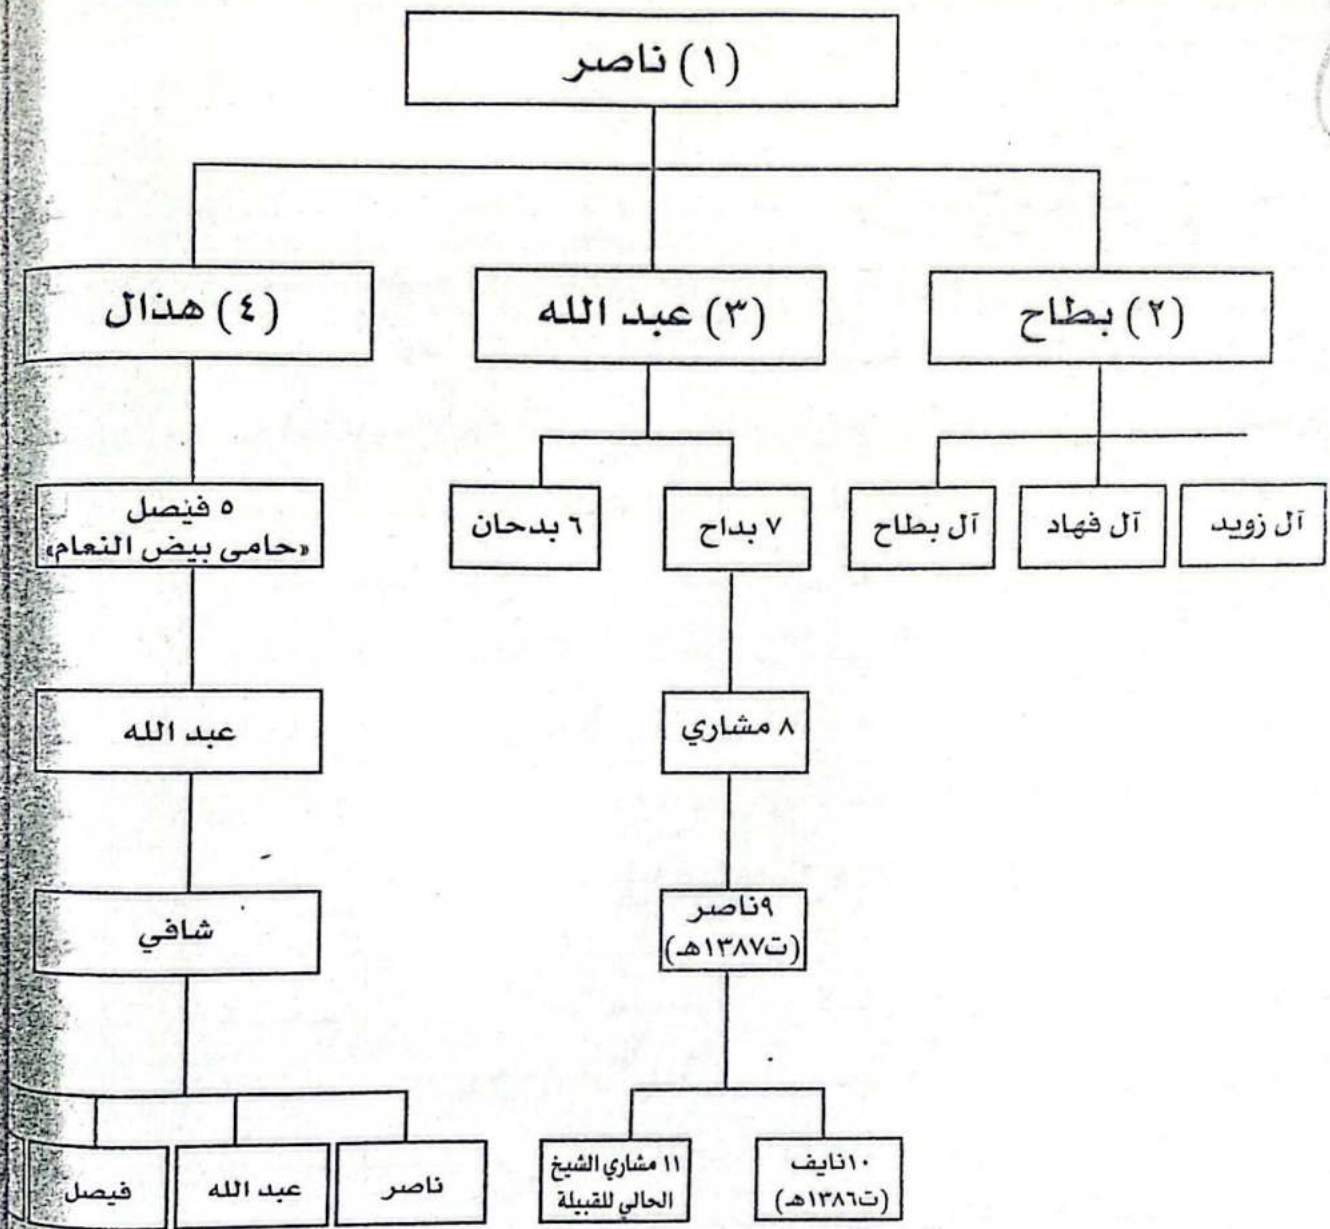 (١) ناصر
(٢) بطاح
(٣) عبد الله
(٤) هذال
آل زويد
آل فهاد
آل بطاح
٧ بداح
٦ بدحان
٥ فيصل
«حامى بيض النعام»
٨ مشاري
عبد الله
٩ناصر
(ت١٣٨٧هـ)
شافي
١٠نايف
(ت١٣٨٦هـ)
١١ مشاري الشيخ
الحالي للقبيلة
ناصر
عبد الله
فيصل